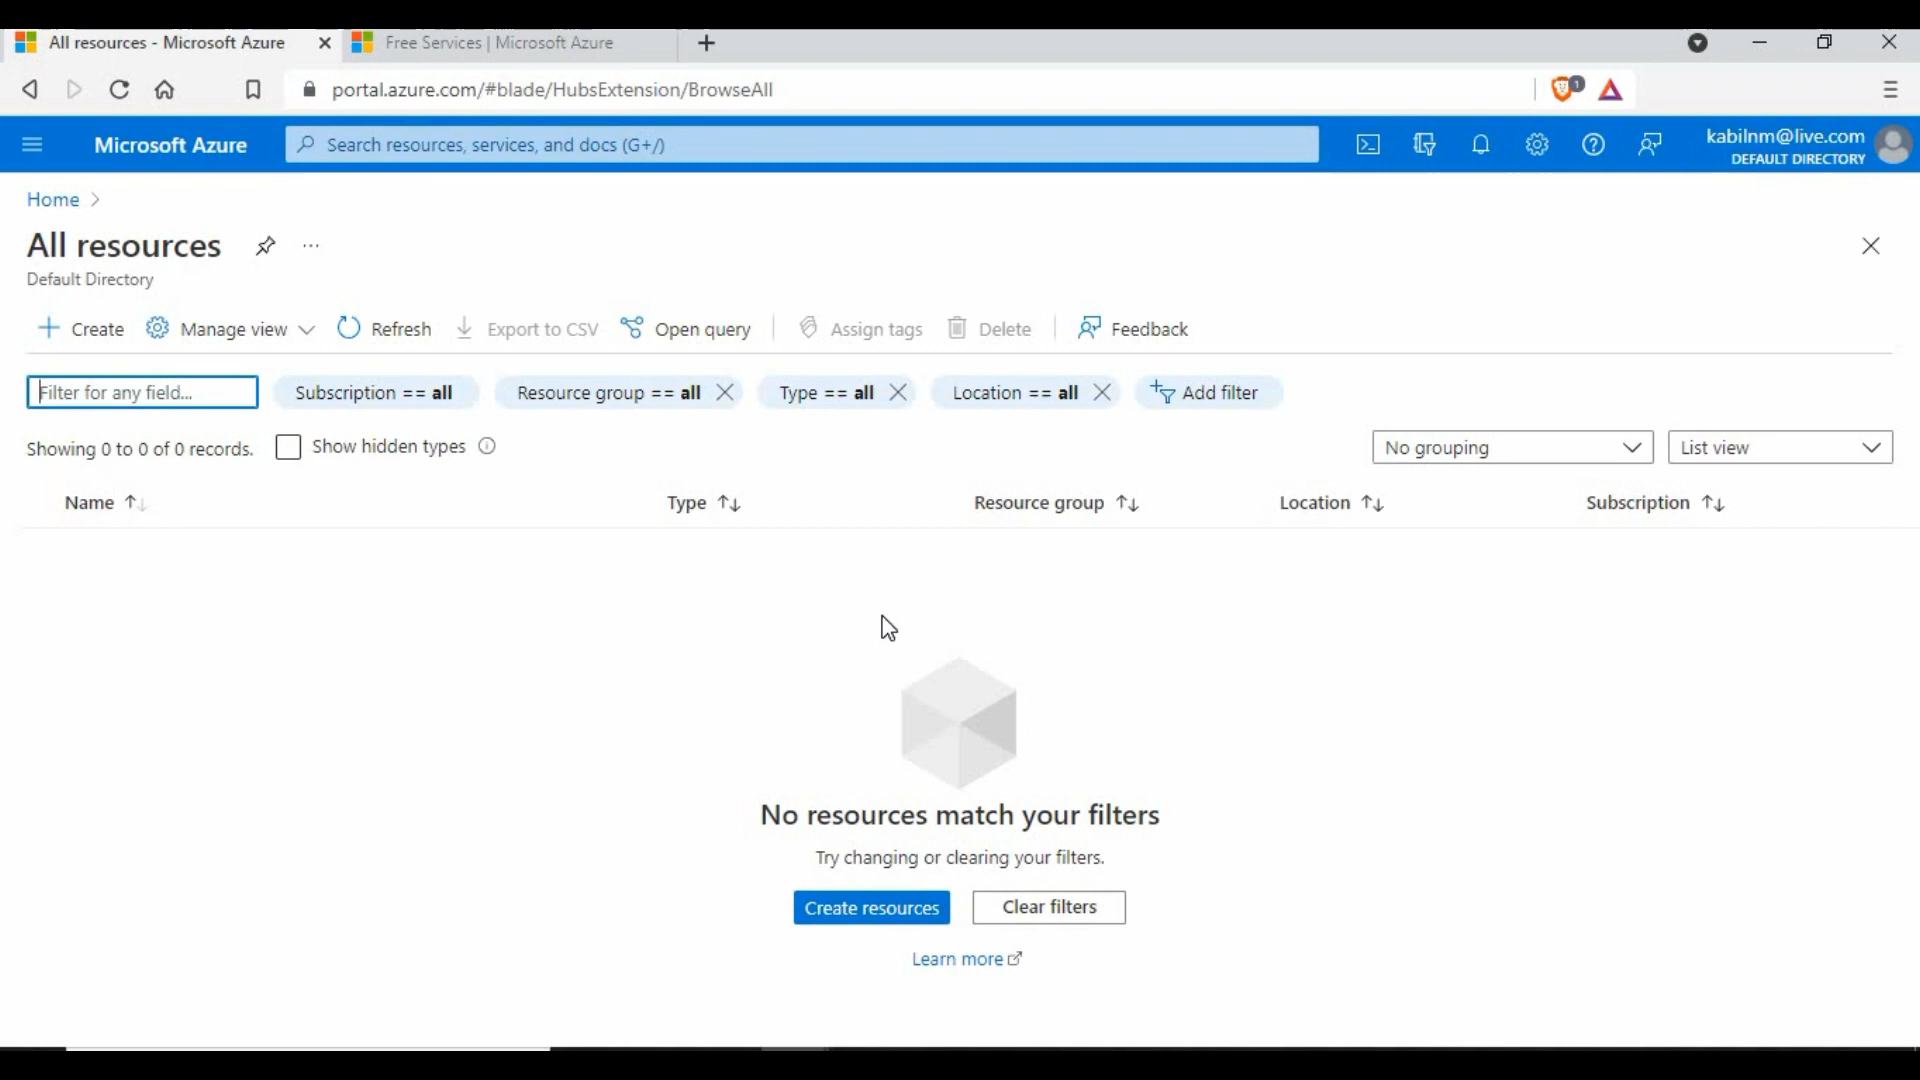 All resources - Microsoft Azure
Free Services | Microsoft Azure
portal.azure.com/#blade/HubsExtension/BrowseAll
1
Microsoft Azure
Search resources, services, and docs (G+/)
kabilnm@live.com
DEFAULT DIRECTORY
Home
All resources
Default Directory
Create
Manage view
Refresh
Export to CSV
Open query
Assign tags
Delete
Feedback
Filter for any field...
Subscription == all
Resource group == all
Type == all
Location == all
Add filter
Showing 0 to 0 of 0 records.
Show hidden types
No grouping
List view
Name
Type
Resource group
Location
Subscription
No resources match your filters
Try changing or clearing your filters.
Create resources
Clear filters
Learn more